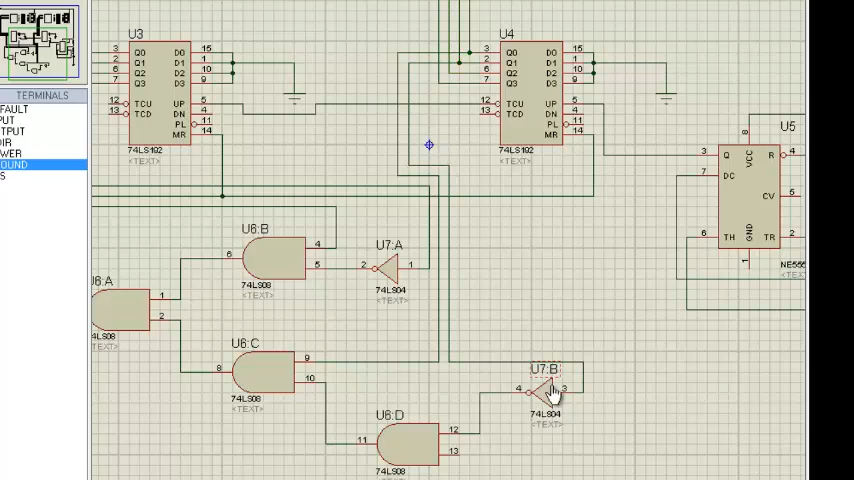 TERMINALS
FAULT
PUT
TPUT
DIR
WER
OUND
S
U3
3 Q0 D0 15
2 Q1 D1 1
6 Q2 D2 10
7 Q3 D3 9
12 TCU UP 5
13 TCD DN 4
PL 11
MR 14
74LS192
<TEXT>
U4
3 Q0 D0 15
2 Q1 D1 1
6 Q2 D2 10
7 Q3 D3 9
12 TCU UP 5
13 TCD DN 4
PL 11
MR 14
74LS192
<TEXT>
U5
8
3 Q VCC R 4
7 DC
CV 5
6 TH GND TR 2
1
NE555
<TEXT
U6:B
6 4
5
74LS08
<TEXT>
U7:A
2 1
74LS04
<TEXT>
U6:A
1
2
74LS08
<TEXT>
U6:C
8 9
10
74LS08
<TEXT>
U7:B
4 3
74LS04
<TEXT>
U6:D
11 12
13
74LS08